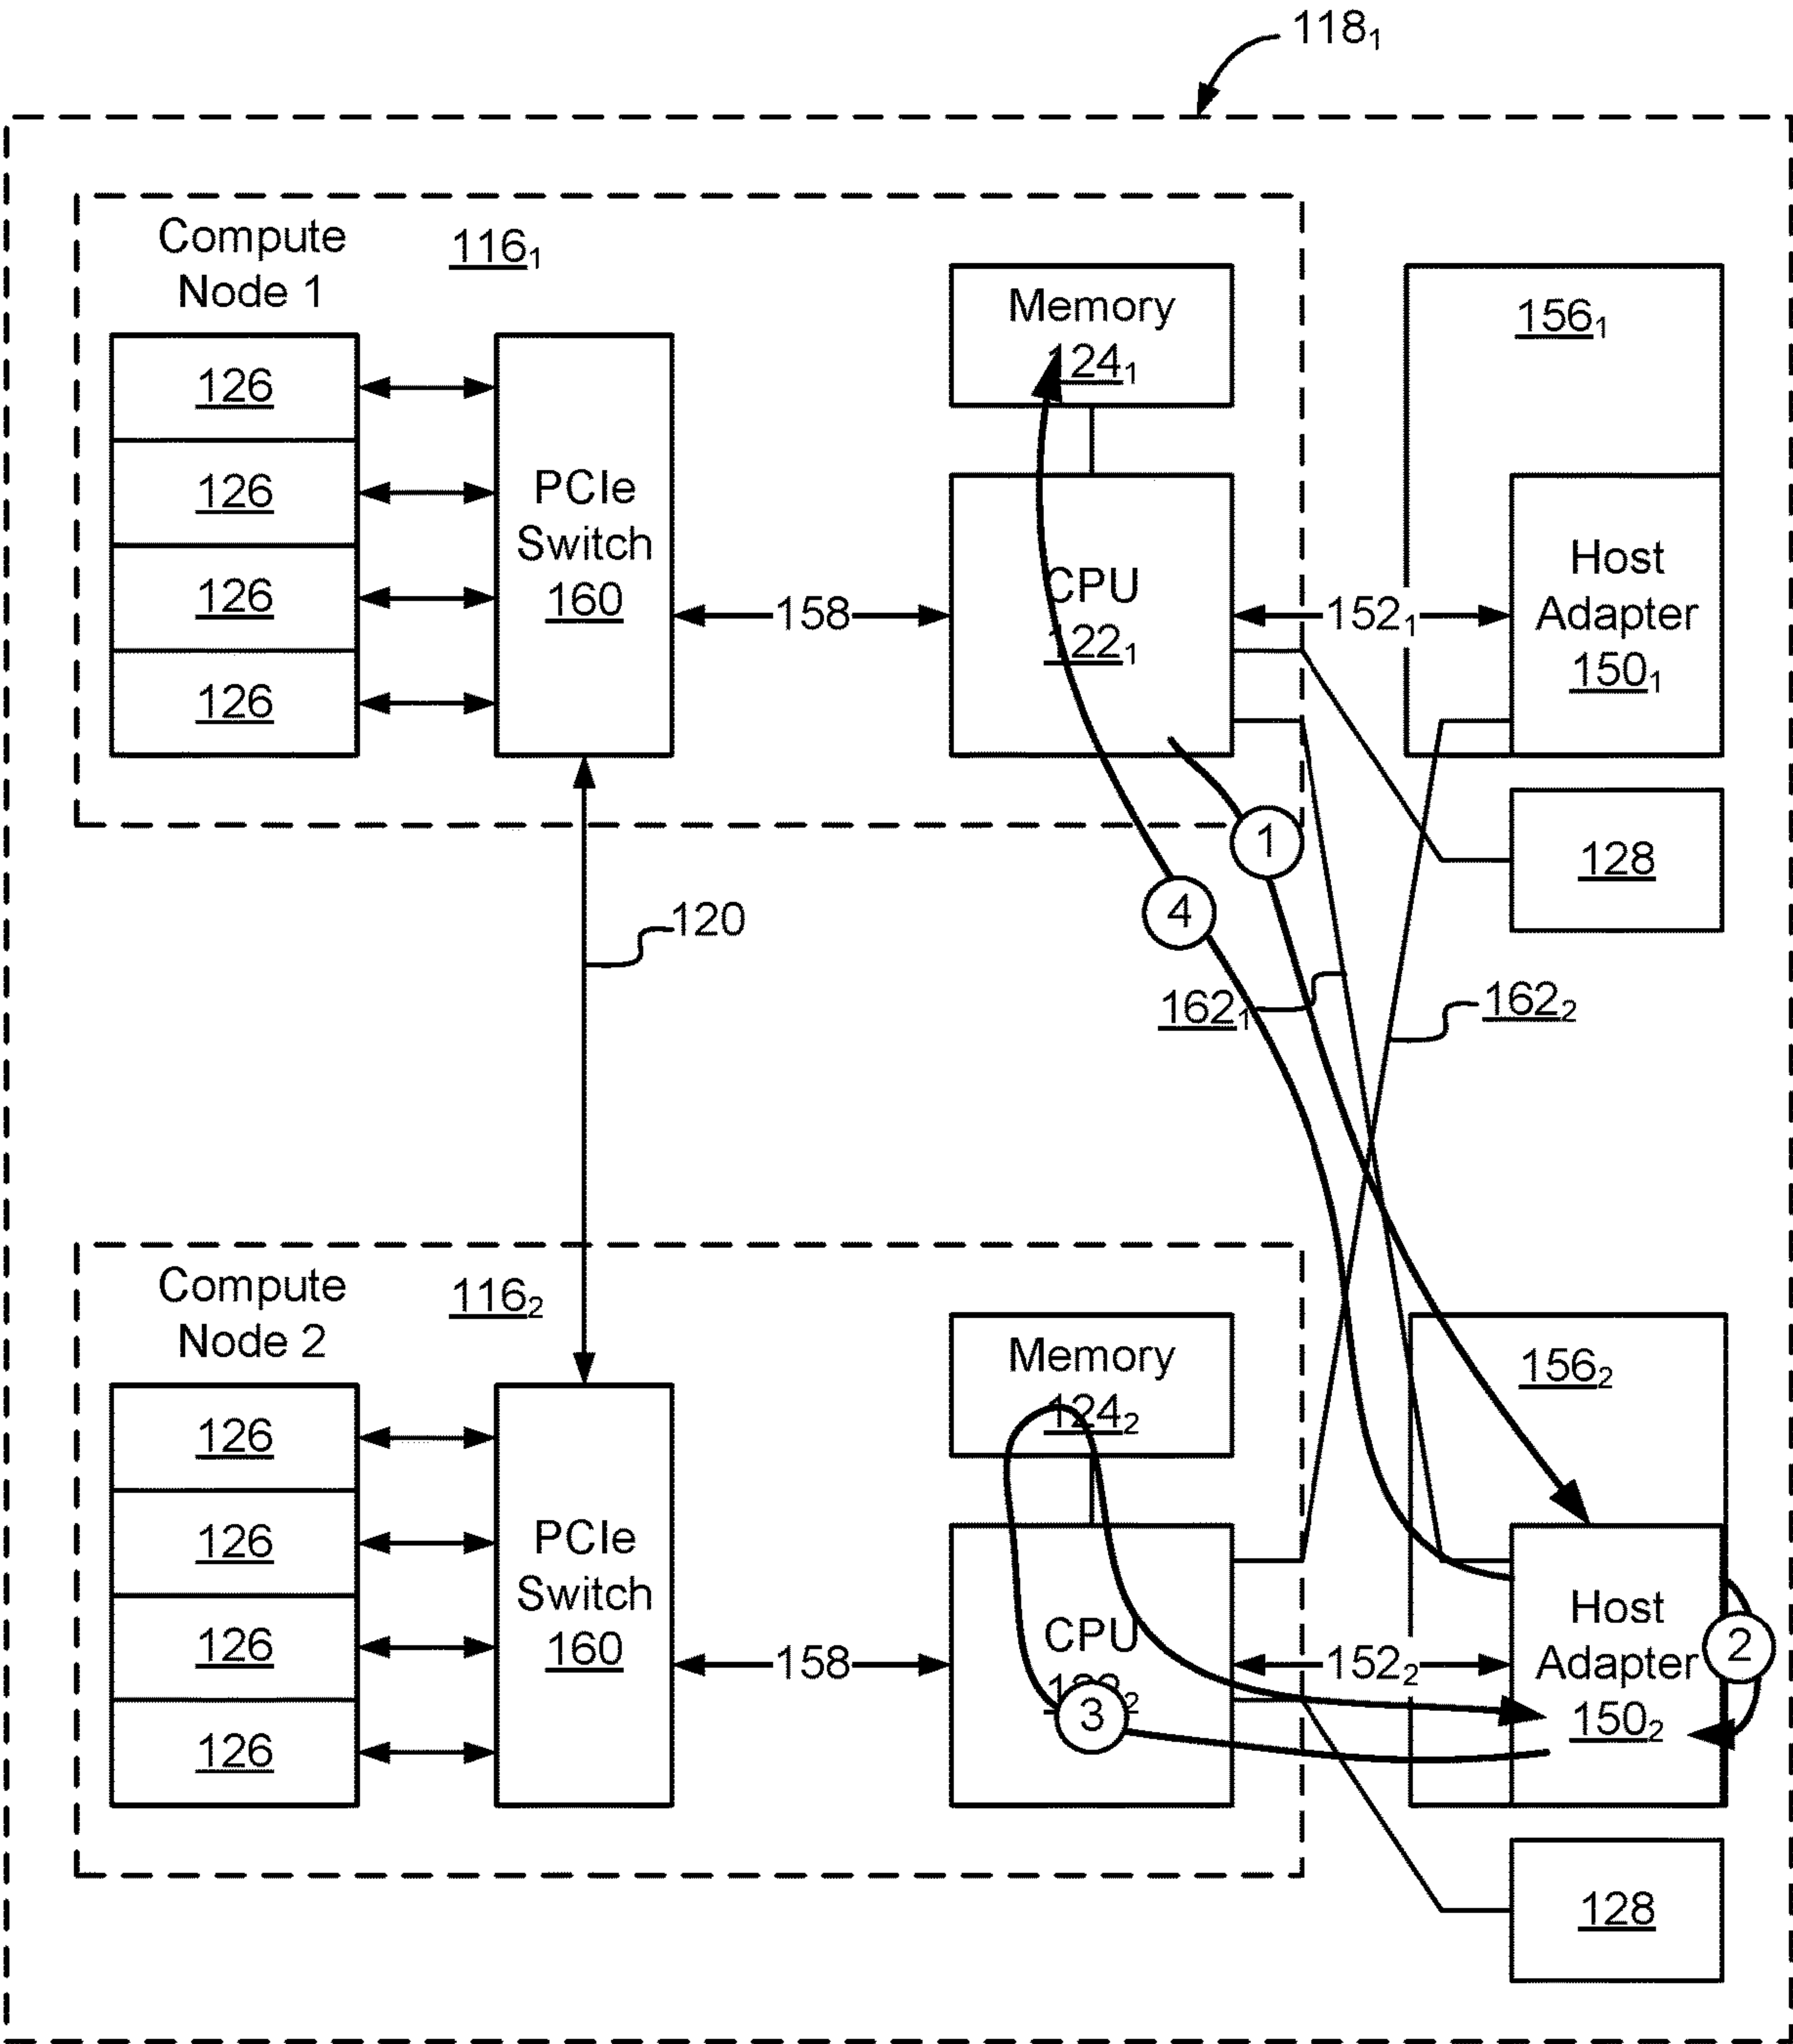 118₁
Compute
Node 1
116₁
126
126
126
126
PCIe
Switch
160
158
Memory
124₁
CPU
122₁
152₁
156₁
Host
Adapter
150₁
128
1
4
120
162₁
162₂
Compute
Node 2
116₂
126
126
126
126
PCIe
Switch
160
158
Memory
124₂
CPU
3
152₂
156₂
Host
Adapter
150₂
2
128